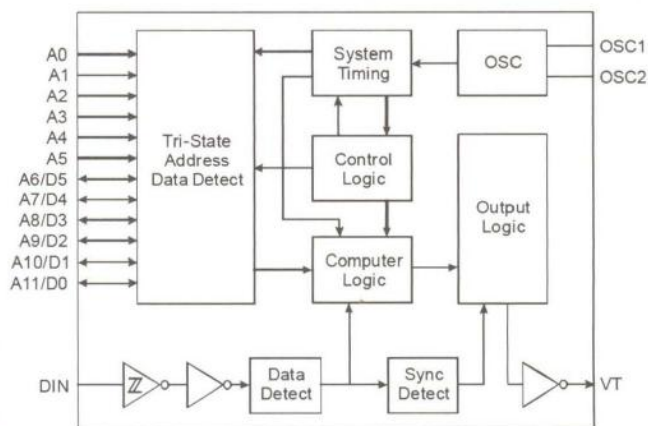 A0
A1
A2
A3
A4
A5
A6/D5
A7/D4
A8/D3
A9/D2
A10/D1
A11/D0
DIN
Tri-State
Address
Data Detect
System
Timing
OSC
OSC1
OSC2
Control
Logic
Computer
Logic
Output
Logic
Data
Detect
Sync
Detect
VT